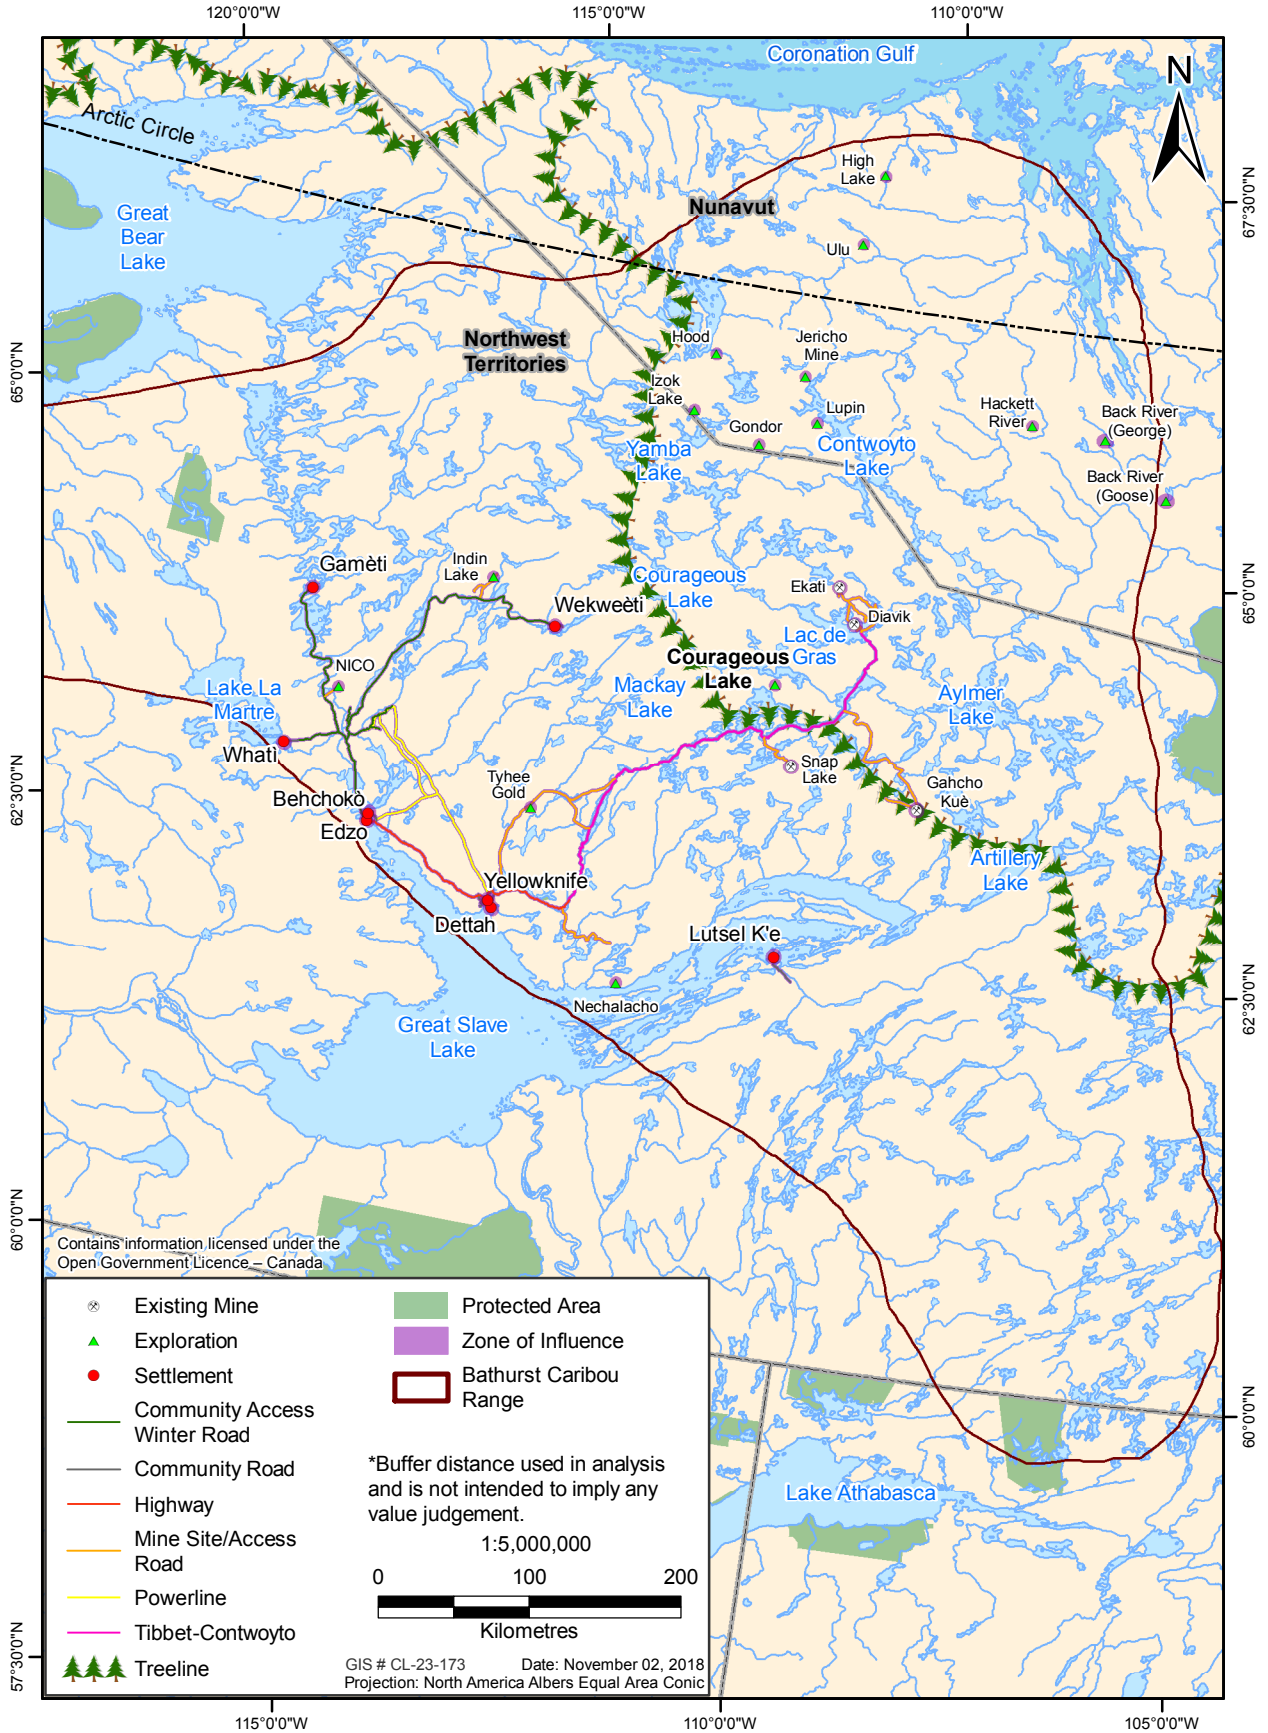 120°0'0"W
115°0'0"W
110°0'0"W
Coronation Gulf
N
Arctic Circle
High
Lake
67°30'0"N
Great
Bear
Lake
Nunavut
Ulu
Northwest
Territories
Hood
Jericho
Mine
65°0'0"N
Izok
Lake
Lupin
Hackett
River
Back River
(George)
Gondor
Yamba
Lake
Contwoyto
Lake
Back River
(Goose)
Gamètì
Indin
Lake
Courageous
Lake
Ekati
65°0'0"N
Wekweètì
Diavik
Lac de
Gras
Courageous
Lake
NICO
Lake La
Martre
Mackay
Lake
Aylmer
Lake
Whatì
Snap
Lake
62°30'0"N
Behchokò
Edzo
Tyhee
Gold
Gahcho
Kuè
Artillery
Lake
Yellowknife
Dettah
Lutsel K'e
Nechalacho
62°30'0"N
Great Slave
Lake
60°0'0"N
Contains information licensed under the
Open Government Licence – Canada
Existing Mine
Exploration
Settlement
Community Access
Winter Road
Community Road
Highway
Mine Site/Access
Road
Powerline
Tibbet-Contwoyto
Treeline
Protected Area
Zone of Influence
Bathurst Caribou
Range
*Buffer distance used in analysis
and is not intended to imply any
value judgement.
1:5,000,000
0 100 200
Kilometres
GIS # CL-23-173 Date: November 02, 2018
Projection: North America Albers Equal Area Conic
60°0'0"N
Lake Athabasca
57°30'0"N
115°0'0"W
110°0'0"W
105°0'0"W